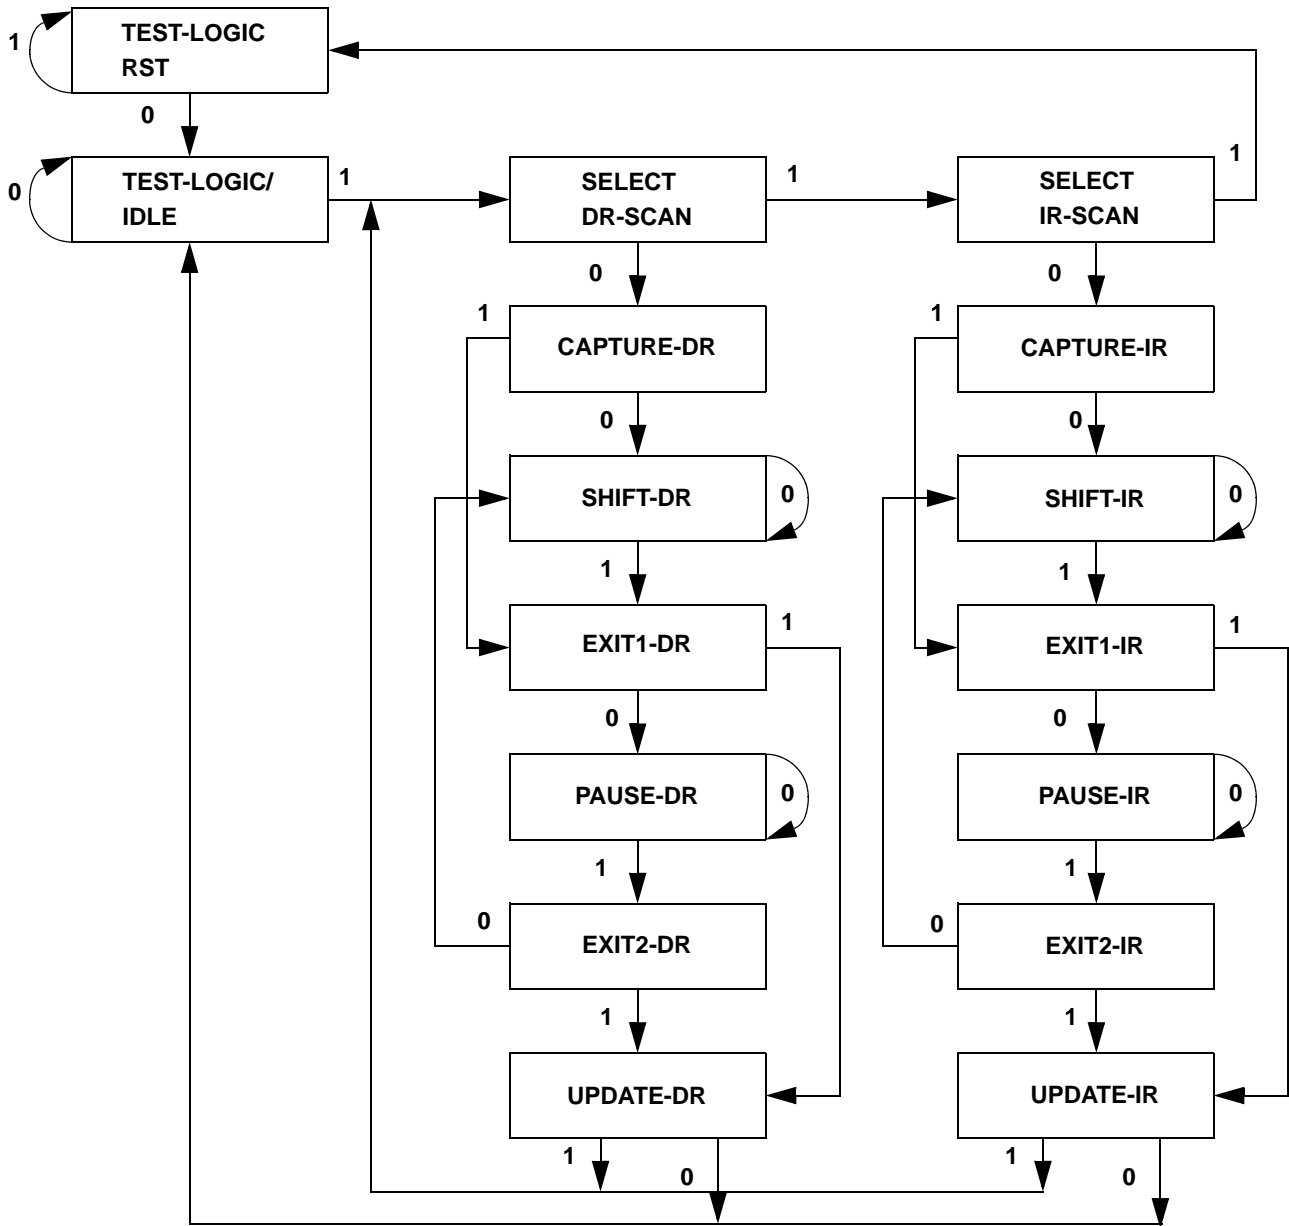 1
TEST-LOGIC
RST
0
0
TEST-LOGIC/
IDLE
1
SELECT
DR-SCAN
1
SELECT
IR-SCAN
1
0
0
1
CAPTURE-DR
1
CAPTURE-IR
0
0
SHIFT-DR
0
SHIFT-IR
0
1
1
EXIT1-DR
1
EXIT1-IR
1
0
0
PAUSE-DR
0
PAUSE-IR
0
1
1
0
EXIT2-DR
0
EXIT2-IR
1
1
UPDATE-DR
UPDATE-IR
1
0
1
0